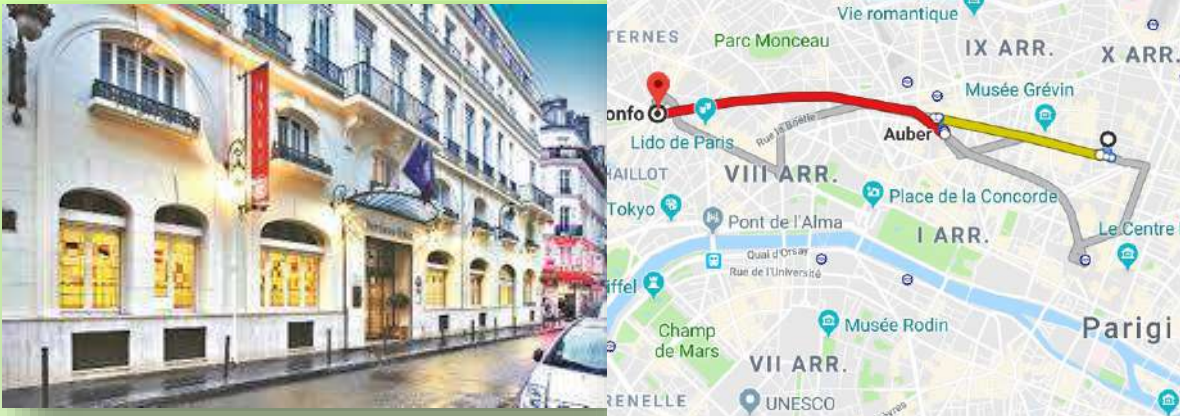 Vie romantique
TERNES
Parc Monceau
IX ARR.
X ARR.
Musée Grévin
onfo
Auber
Rue la Boétie
Lido de Paris
VIII ARR.
HAILLOT
Place de la Concorde
Tokyo
Pont de l'Alma
I ARR.
Le Centre
Quai d'Orsay
Rue de l'Université
iffel
Parigi
Champ
de Mars
Musée Rodin
VII ARR.
RENELLE
UNESCO